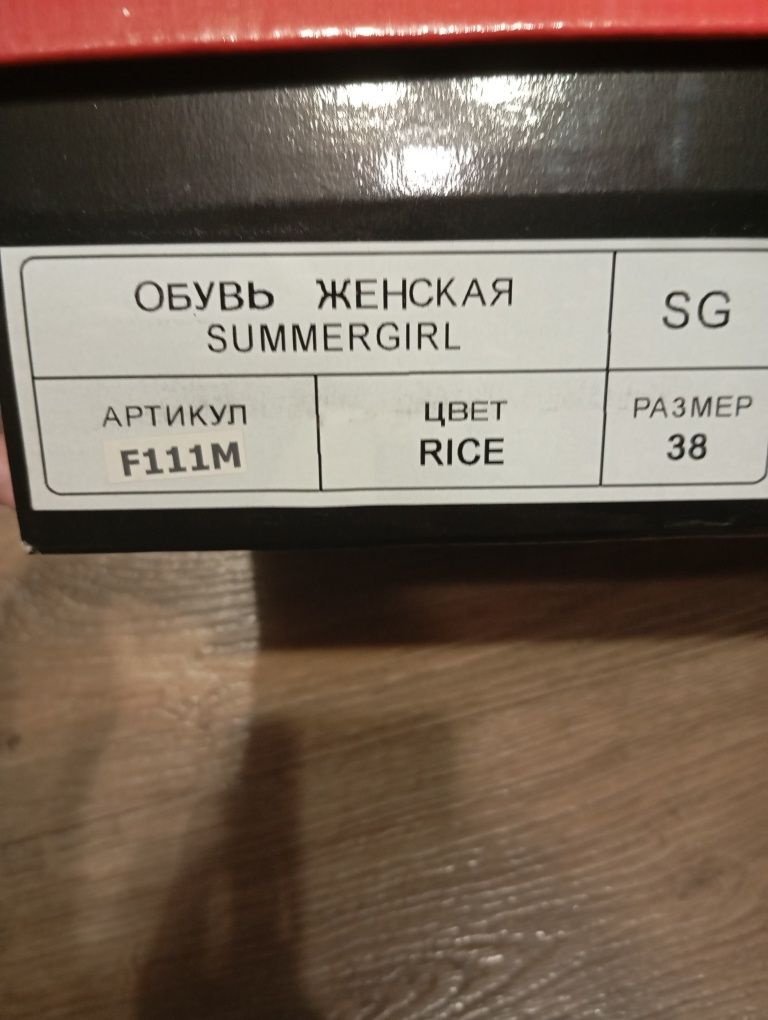 ОБУВЬ ЖЕНСКАЯ
SUMMERGIRL
SG
АРТИКУЛ
F111M
ЦВЕТ
RICE
РАЗМЕР
38